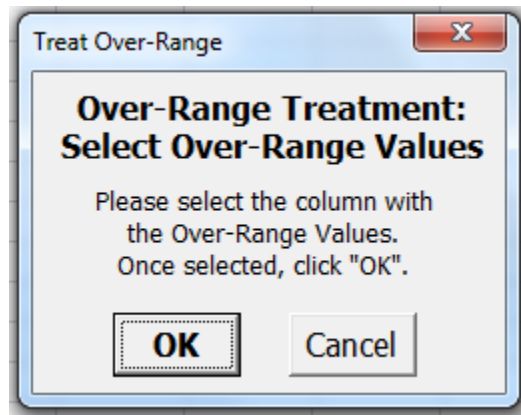 Treat Over-Range
Over-Range Treatment:
Select Over-Range Values
Please select the column with
the Over-Range Values.
Once selected, click "OK".
OK
Cancel